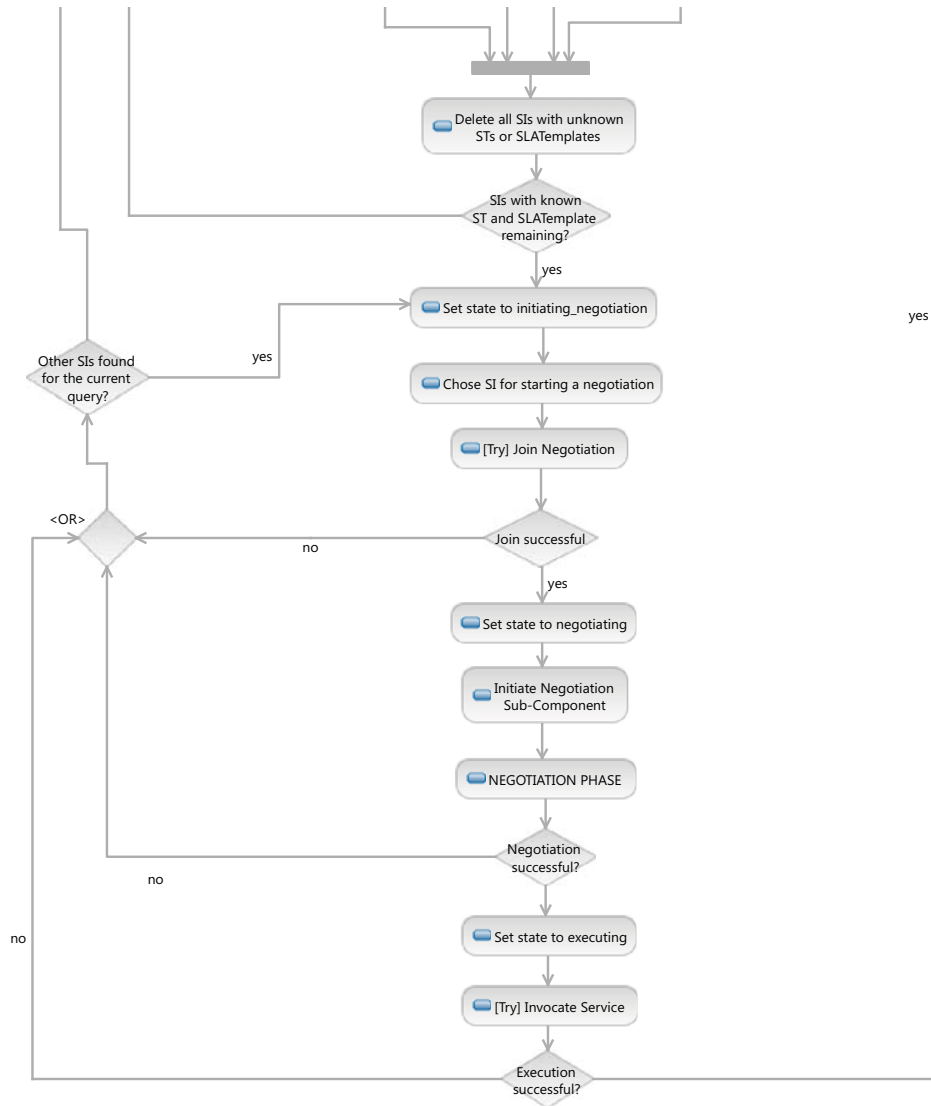 Delete all SIs with unknown
STs or SLATemplates
SIs with known
ST and SLATemplate
remaining?
yes
Set state to initiating_negotiation
yes
Other SIs found
for the current
query?
yes
Chose SI for starting a negotiation
[Try] Join Negotiation
<OR>
Join successful
no
yes
Set state to negotiating
Initiate Negotiation
Sub-Component
NEGOTIATION PHASE
Negotiation
successful?
no
no
Set state to executing
[Try] Invocate Service
Execution
successful?